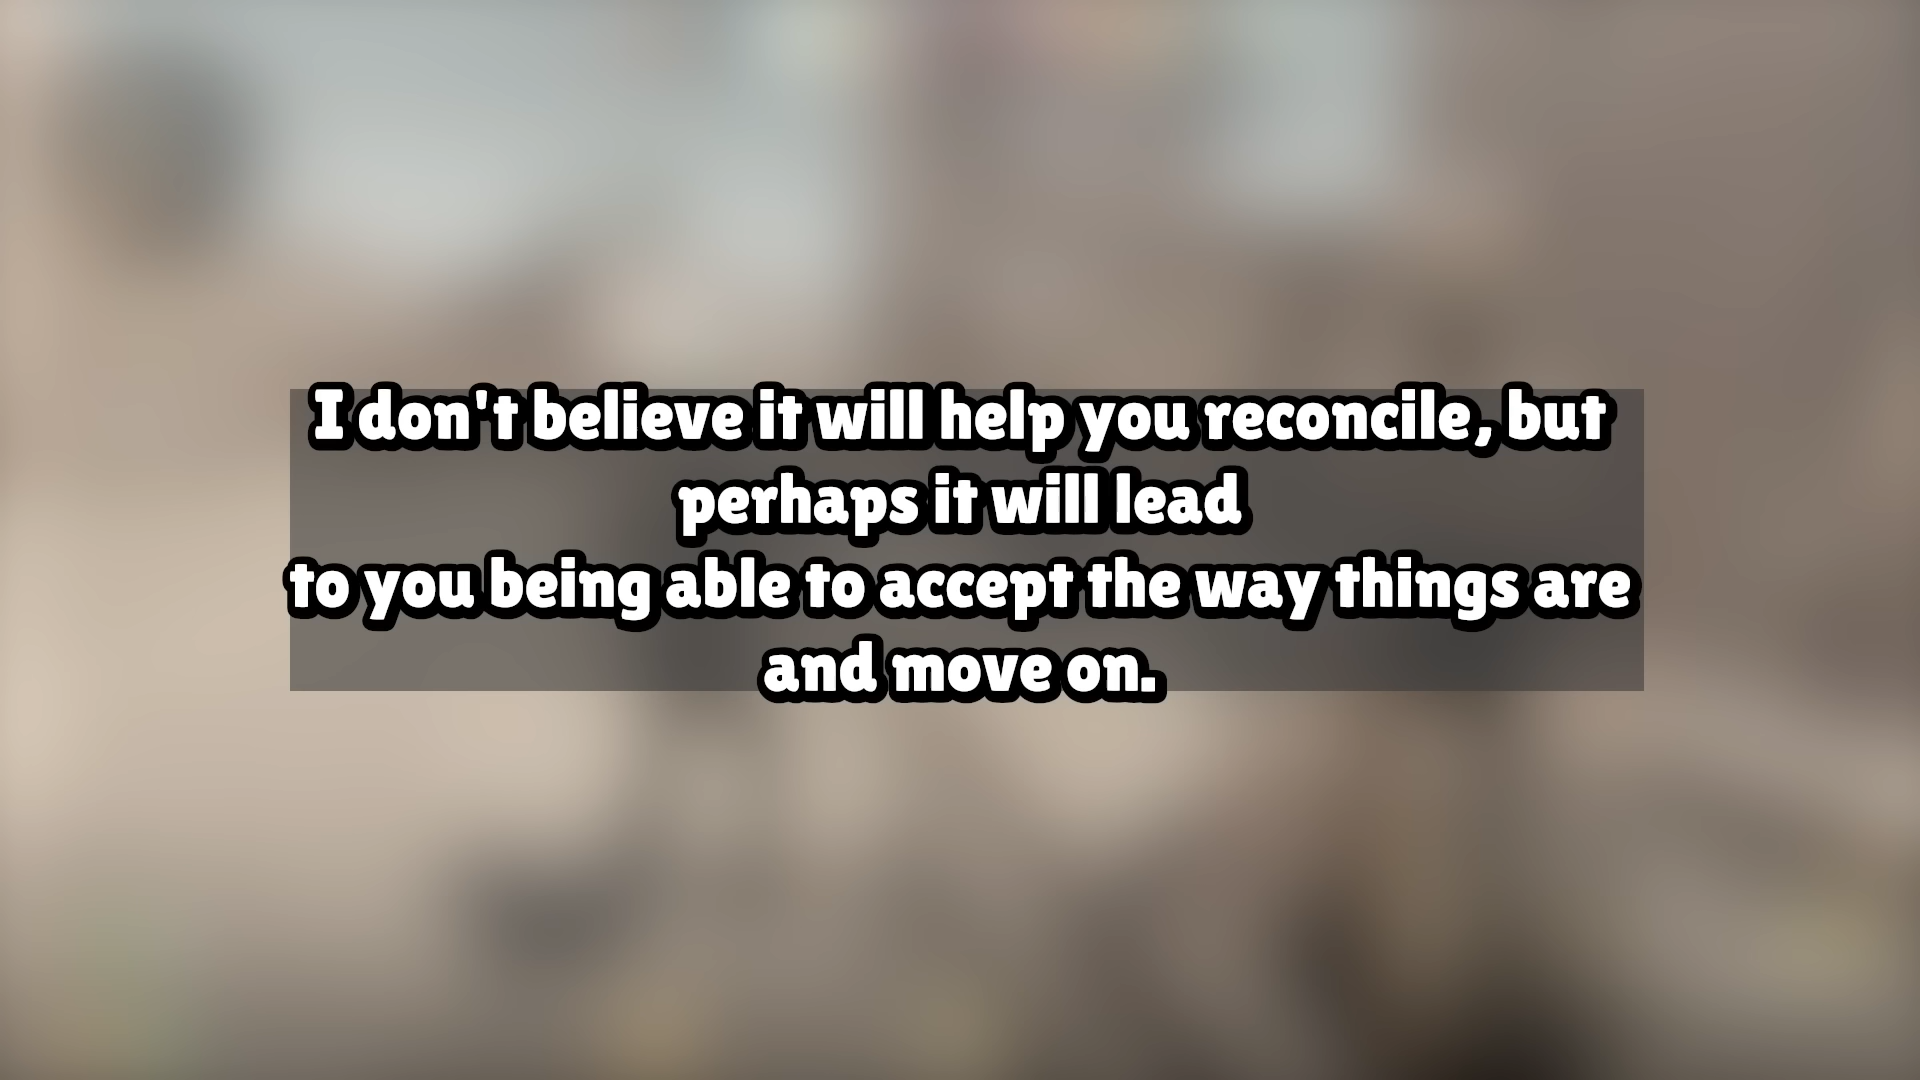 I don't believe it will help you reconcile, but
perhaps it will lead
to you being able to accept the way things are
and move on.